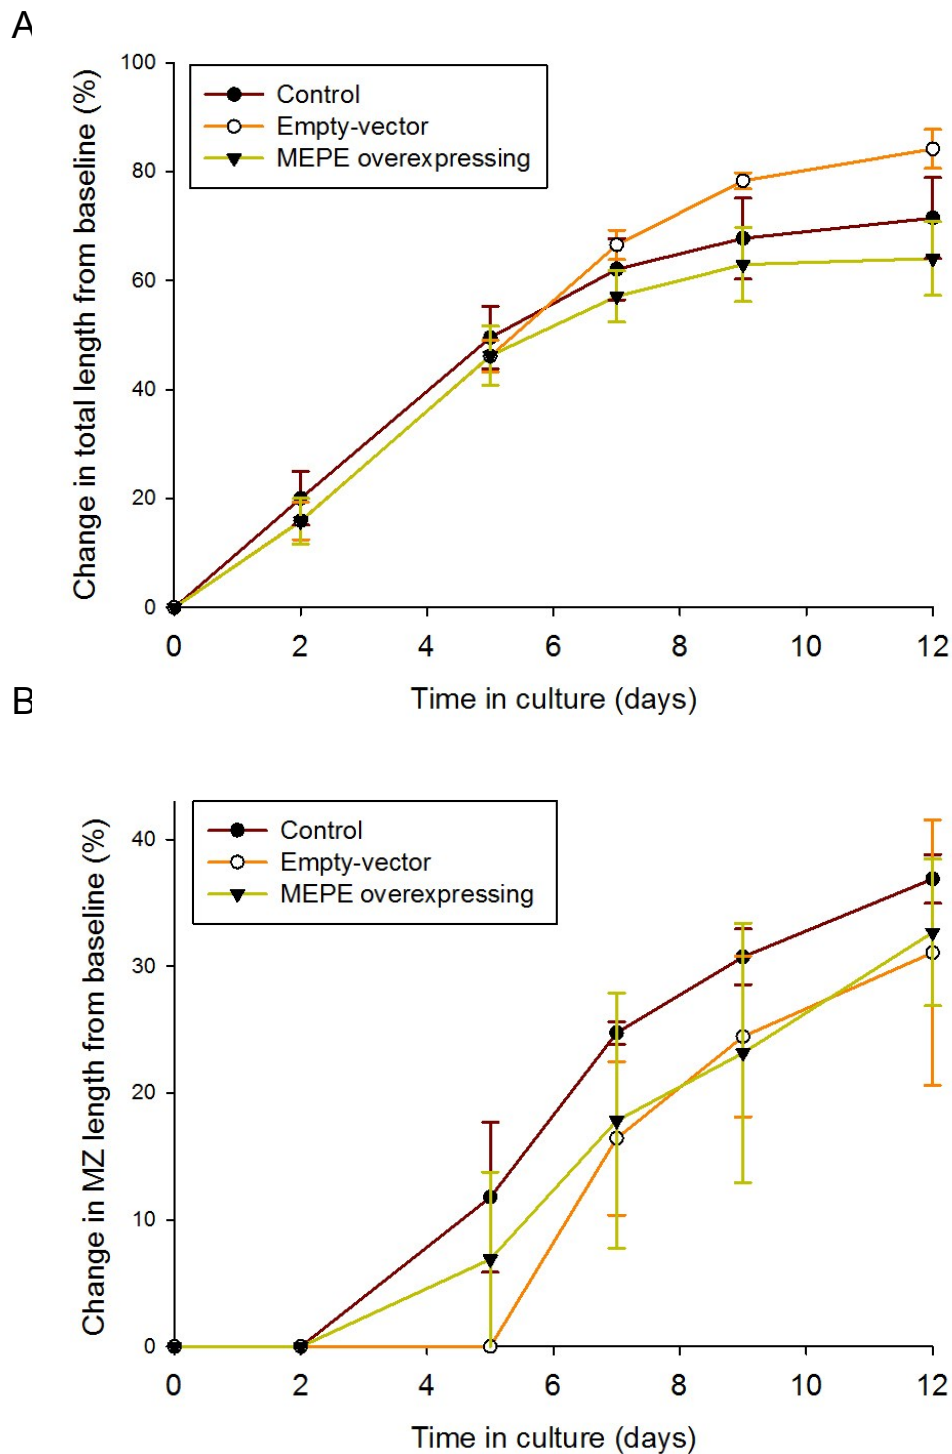 A
Change in total length from baseline (%)
100
80
60
40
20
0
Control
Empty-vector
MEPE overexpressing
0 2 4 6 8 10 12
Time in culture (days)
B
Change in MZ length from baseline (%)
40
30
20
10
0
Control
Empty-vector
MEPE overexpressing
0 2 4 6 8 10 12
Time in culture (days)